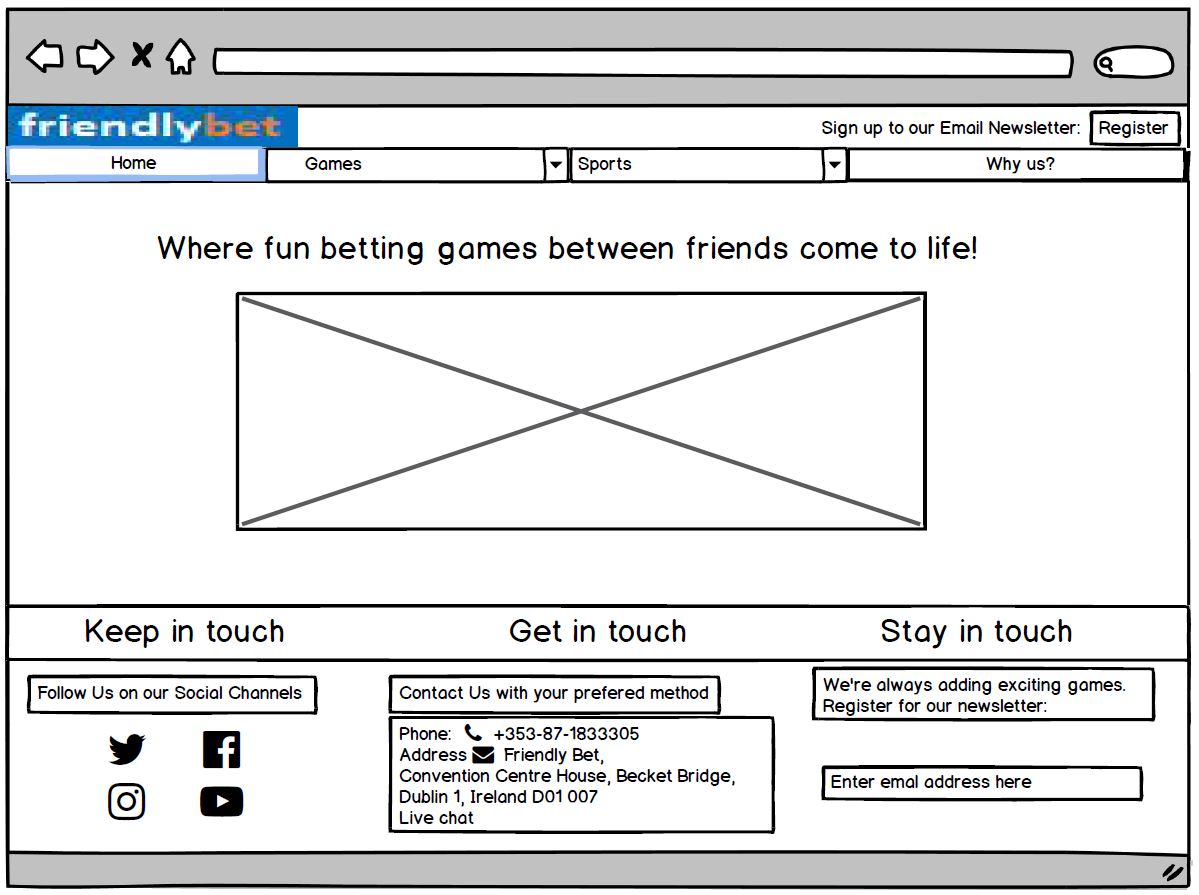 friendlybet
Sign up to our Email Newsletter: Register
Home Games Sports Why us?
Where fun betting games between friends come to life!
Keep in touch Get in touch Stay in touch
Follow Us on our Social Channels
Contact Us with your prefered method
Phone: +353-87-1833305
Address Friendly Bet,
Convention Centre House, Becket Bridge,
Dublin 1, Ireland D01 007
Live chat
We're always adding exciting games.
Register for our newsletter:
Enter emal address here